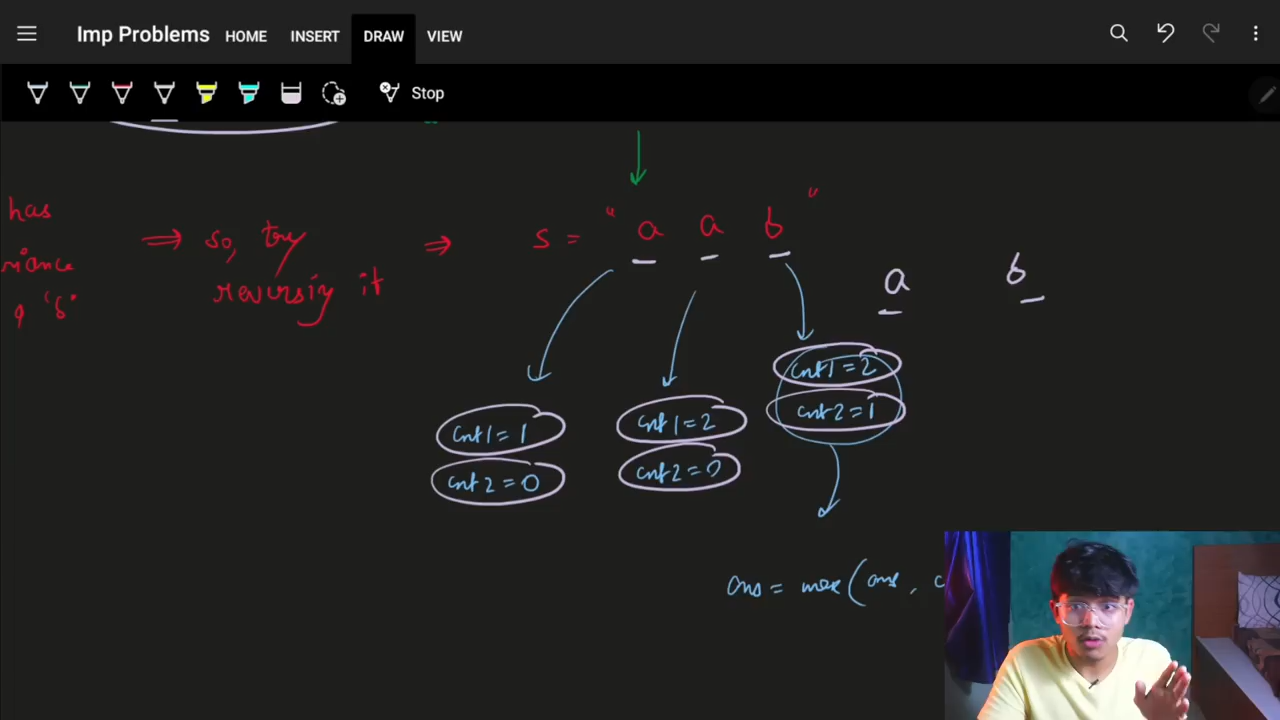 Imp Problems HOME INSERT DRAW VIEW
Stop
has
⇒ so, try
reversing it
⇒ s = " a a b "
a b
cnt1 = 1
cnt2 = 0
cnt1 = 2
cnt2 = 0
cnt1 = 2
cnt2 = 1
ans = max(ans, c